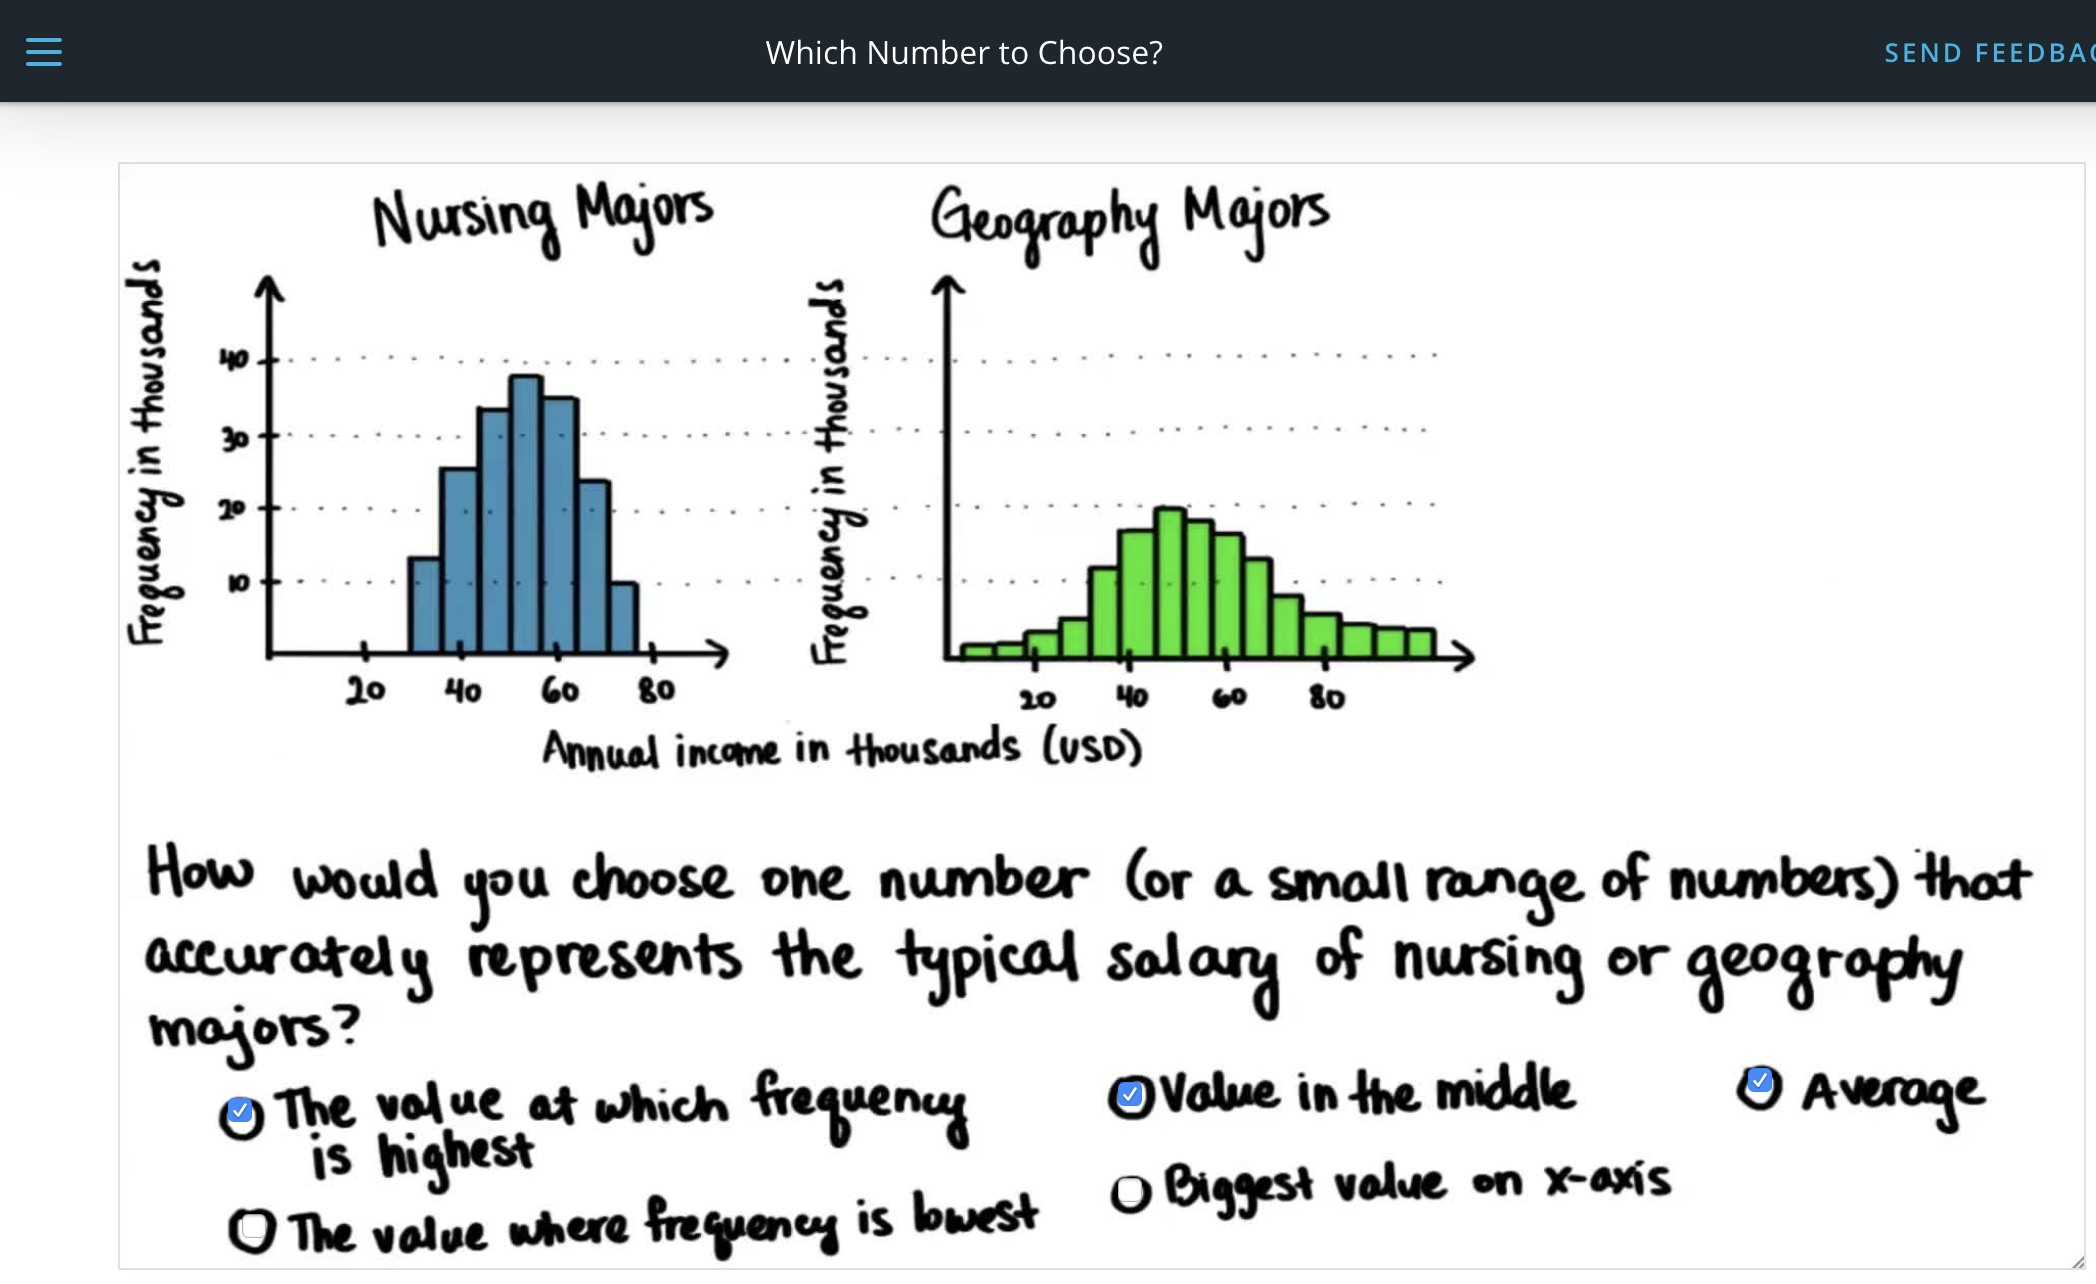 Which Number to Choose?
SEND FEEDBAC
Nursing Majors
Geography Majors
Frequency in thousands
40
30
20
10
20 40 60 80
Frequency in thousands
20 40 60 80
Annual income in thousands (USD)
How would you choose one number (or a small range of numbers) that
accurately represents the typical salary of nursing or geography
majors?
The value at which frequency
is highest
Value in the middle
Average
The value where frequency is lowest
Biggest value on x-axis